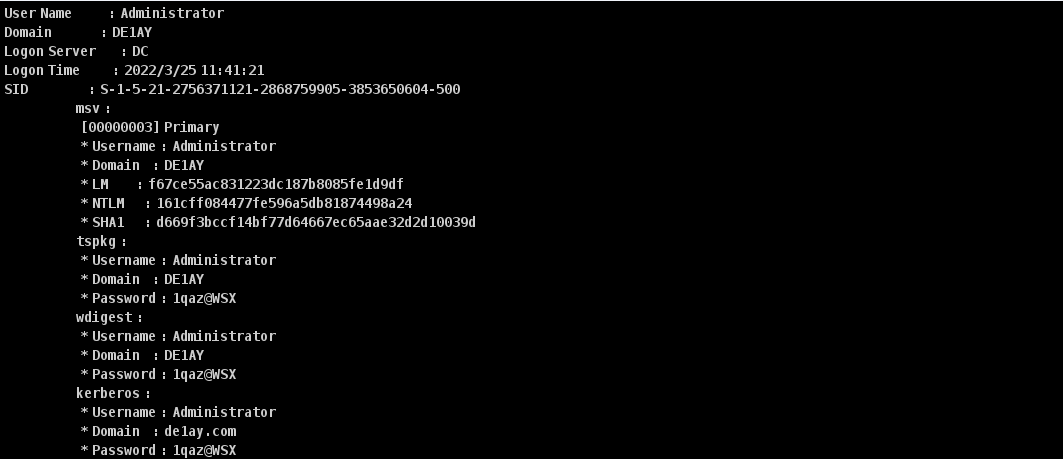 User Name : Administrator
Domain : DE1AY
Logon Server : DC
Logon Time : 2022/3/25 11:41:21
SID : S-1-5-21-2756371121-2868759905-3853650604-500
msv :
[00000003] Primary
* Username : Administrator
* Domain : DE1AY
* LM : f67ce55ac831223dc187b8085fe1d9df
* NTLM : 161cff084477fe596a5db81874498a24
* SHA1 : d669f3bccf14bf77d64667ec65aae32d2d10039d
tspkg :
* Username : Administrator
* Domain : DE1AY
* Password : 1qaz@WSX
wdigest :
* Username : Administrator
* Domain : DE1AY
* Password : 1qaz@WSX
kerberos :
* Username : Administrator
* Domain : de1ay.com
* Password : 1qaz@WSX